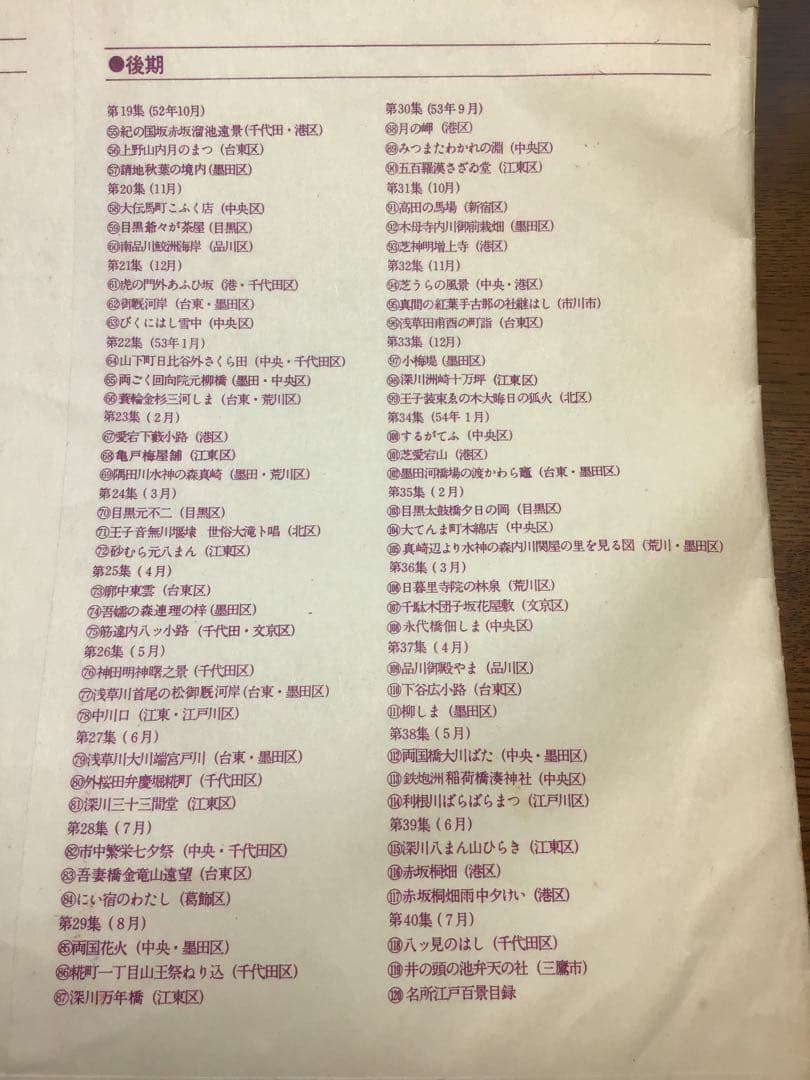 ●後期
第19集 (52年10月)
㊺紀の国坂赤坂溜池遠景(千代田・港区)
㊻上野山内月のまつ (台東区)
㊼請地秋葉の境内(墨田区)
第20集 (11月)
58大伝馬町こふく店 (中央区)
59目黒爺々が茶屋 (目黒区)
60南品川鮫洲海岸 (品川区)
第21集 (12月)
61虎の門外あふひ坂 (港・千代田区)
62御厩河岸 (台東・墨田区)
63びくにはし雪中 (中央区)
第22集 (53年1月)
64山下町日比谷外さくら田 (中央・千代田区)
65両ごく回向院元柳橋 (墨田・中央区)
66蓑輪金杉三河しま (台東・荒川区)
第23集 (2月)
67愛宕下藪小路 (港区)
68亀戸梅屋舗 (江東区)
69隅田川水神の森真崎 (墨田・荒川区)
第24集 (3月)
70目黒元不二 (目黒区)
71王子音無川堰埭 世俗大滝ト唱 (北区)
72砂むら元八まん (江東区)
第25集 (4月)
73廓中東雲 (台東区)
74吾嬬の森連理の梓 (墨田区)
75筋違内八ッ小路 (千代田・文京区)
第26集 (5月)
76神田明神曙之景 (千代田区)
77浅草川首尾の松御厩河岸 (台東・墨田区)
78中川口 (江東・江戸川区)
第27集 (6月)
79浅草川大川端宮戸川 (台東・墨田区)
80外桜田弁慶堀糀町 (千代田区)
81深川三十三間堂 (江東区)
第28集 (7月)
82市中繁栄七夕祭 (中央・千代田区)
83吾妻橋金竜山遠望 (台東区)
84にい宿のわたし (葛飾区)
第29集 (8月)
85両国花火 (中央・墨田区)
86糀町一丁目山王祭ねり込 (千代田区)
87深川万年橋 (江東区)
第30集 (53年9月)
88月の岬 (港区)
89みつまたわかれの淵 (中央区)
90五百羅漢さざゐ堂 (江東区)
第31集 (10月)
91高田の馬場 (新宿区)
92木母寺内川御前栽畑 (墨田区)
93芝神明増上寺 (港区)
第32集 (11月)
94芝うらの風景 (中央・港区)
95真間の紅葉手古那の社継はし (市川市)
96浅草田甫酉の町詣 (台東区)
第33集 (12月)
97小梅堤 (墨田区)
98深川洲崎十万坪 (江東区)
99王子装束ゑの木大晦日の狐火 (北区)
第34集 (54年1月)
100するがてふ (中央区)
101芝愛宕山 (港区)
102墨田河橋場の渡かわら竈 (台東・墨田区)
第35集 (2月)
103目黒太鼓橋夕日の岡 (目黒区)
104大てんま町木綿店 (中央区)
105真崎辺より水神の森内川関屋の里を見る図 (荒川・墨田区)
第36集 (3月)
106日暮里寺院の林泉 (荒川区)
107千駄木団子坂花屋敷 (文京区)
108永代橋佃しま(中央区)
第37集 (4月)
109品川御殿やま (品川区)
110下谷広小路 (台東区)
111柳しま (墨田区)
第38集 (5月)
112両国橋大川ばた (中央・墨田区)
113鉄炮洲稲荷橋湊神社 (中央区)
114利根川ばらばらまつ (江戸川区)
第39集 (6月)
115深川八まん山ひらき (江東区)
116赤坂桐畑 (港区)
117赤坂桐畑雨中夕けい (港区)
第40集 (7月)
118八ッ見のはし (千代田区)
119井の頭の池弁天の社 (三鷹市)
120名所江戸百景目録